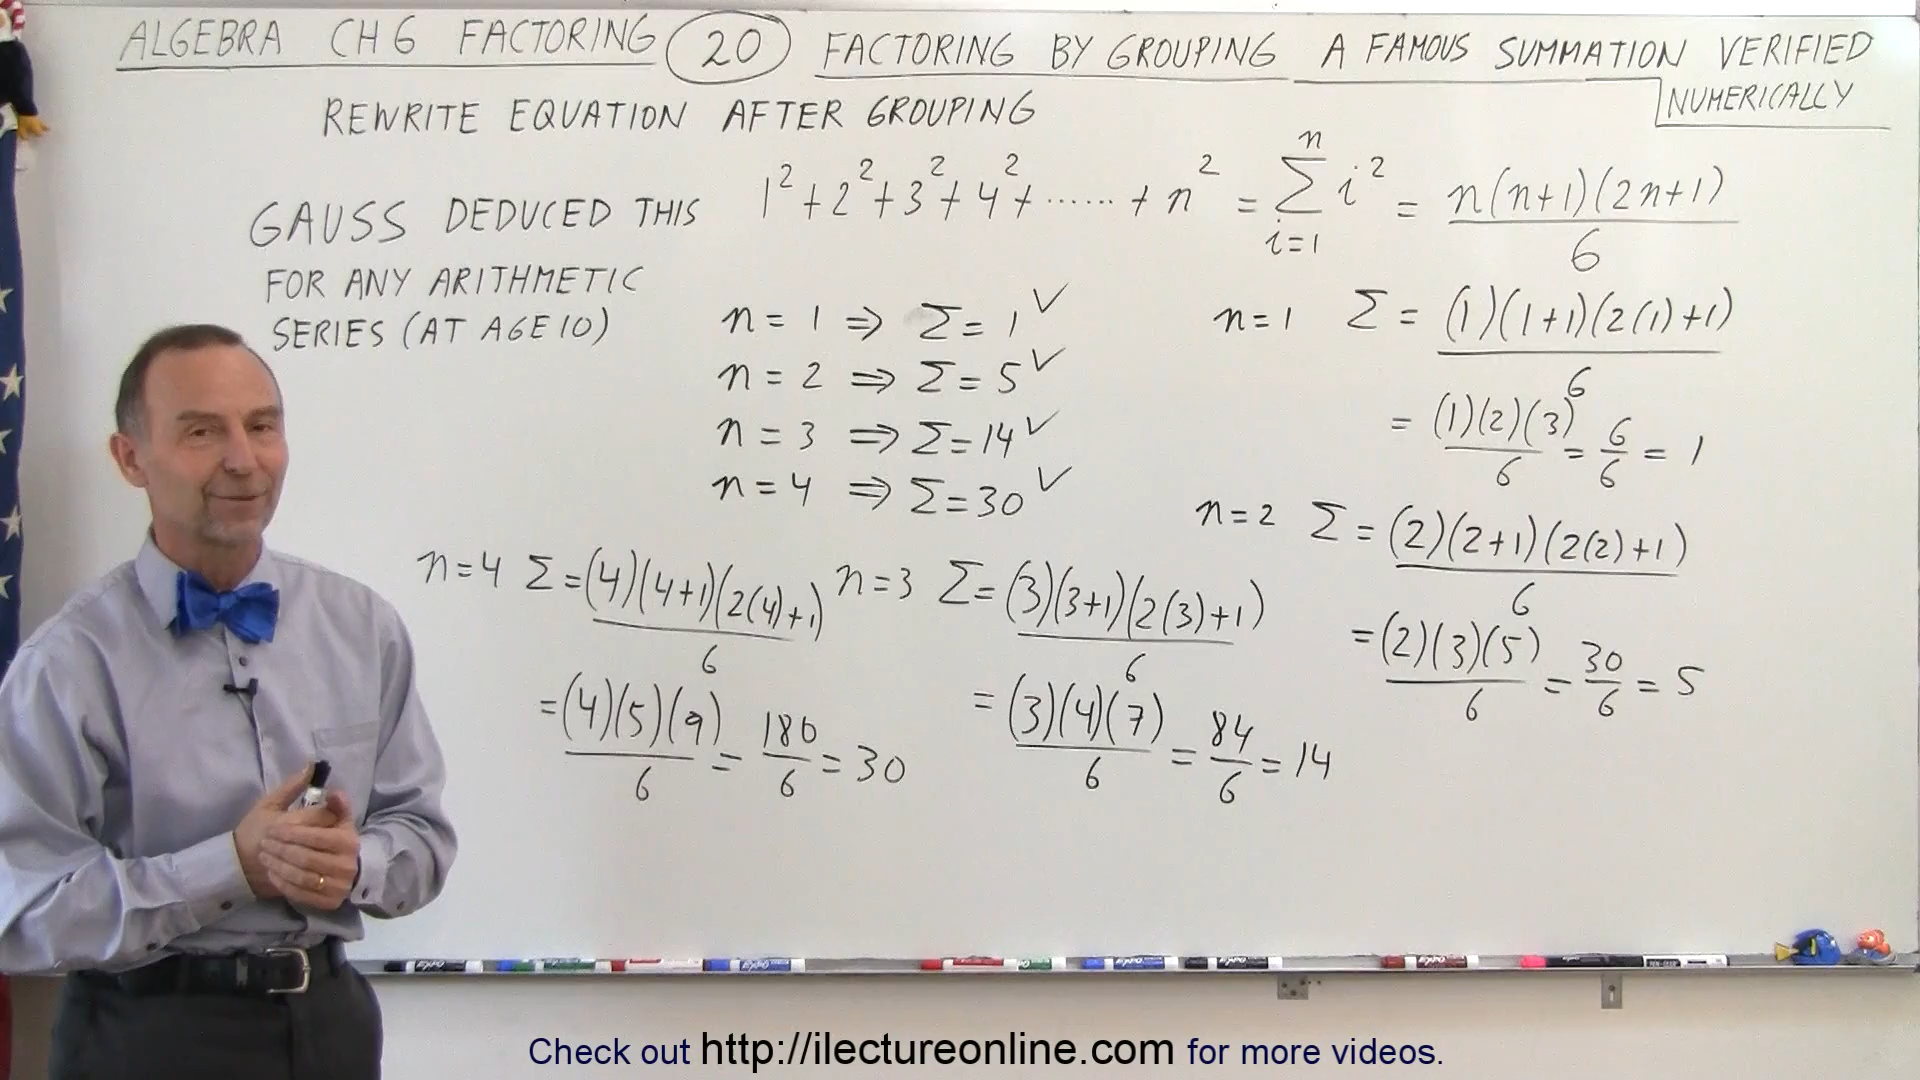 ALGEBRA CH 6 FACTORING 20 FACTORING BY GROUPING A FAMOUS SUMMATION VERIFIED
NUMERICALLY
REWRITE EQUATION AFTER GROUPING
GAUSS DEDUCED THIS
FOR ANY ARITHMETIC
SERIES (AT AGE 10)
1² + 2² + 3² + 4² + ...... + n² = Σ_{i=1}^{n} i² = n(n+1)(2n+1) / 6
n = 1 ⇒ Σ = 1 ✓
n = 2 ⇒ Σ = 5 ✓
n = 3 ⇒ Σ = 14 ✓
n = 4 ⇒ Σ = 30 ✓
n=1 Σ = (1)(1+1)(2(1)+1) / 6
= (1)(2)(3) / 6 = 6/6 = 1
n=2 Σ = (2)(2+1)(2(2)+1) / 6
= (2)(3)(5) / 6 = 30/6 = 5
n=3 Σ = (3)(3+1)(2(3)+1) / 6
= (3)(4)(7) / 6 = 84/6 = 14
n=4 Σ = (4)(4+1)(2(4)+1) / 6
= (4)(5)(9) / 6 = 180/6 = 30
Check out http://ilectureonline.com for more videos.